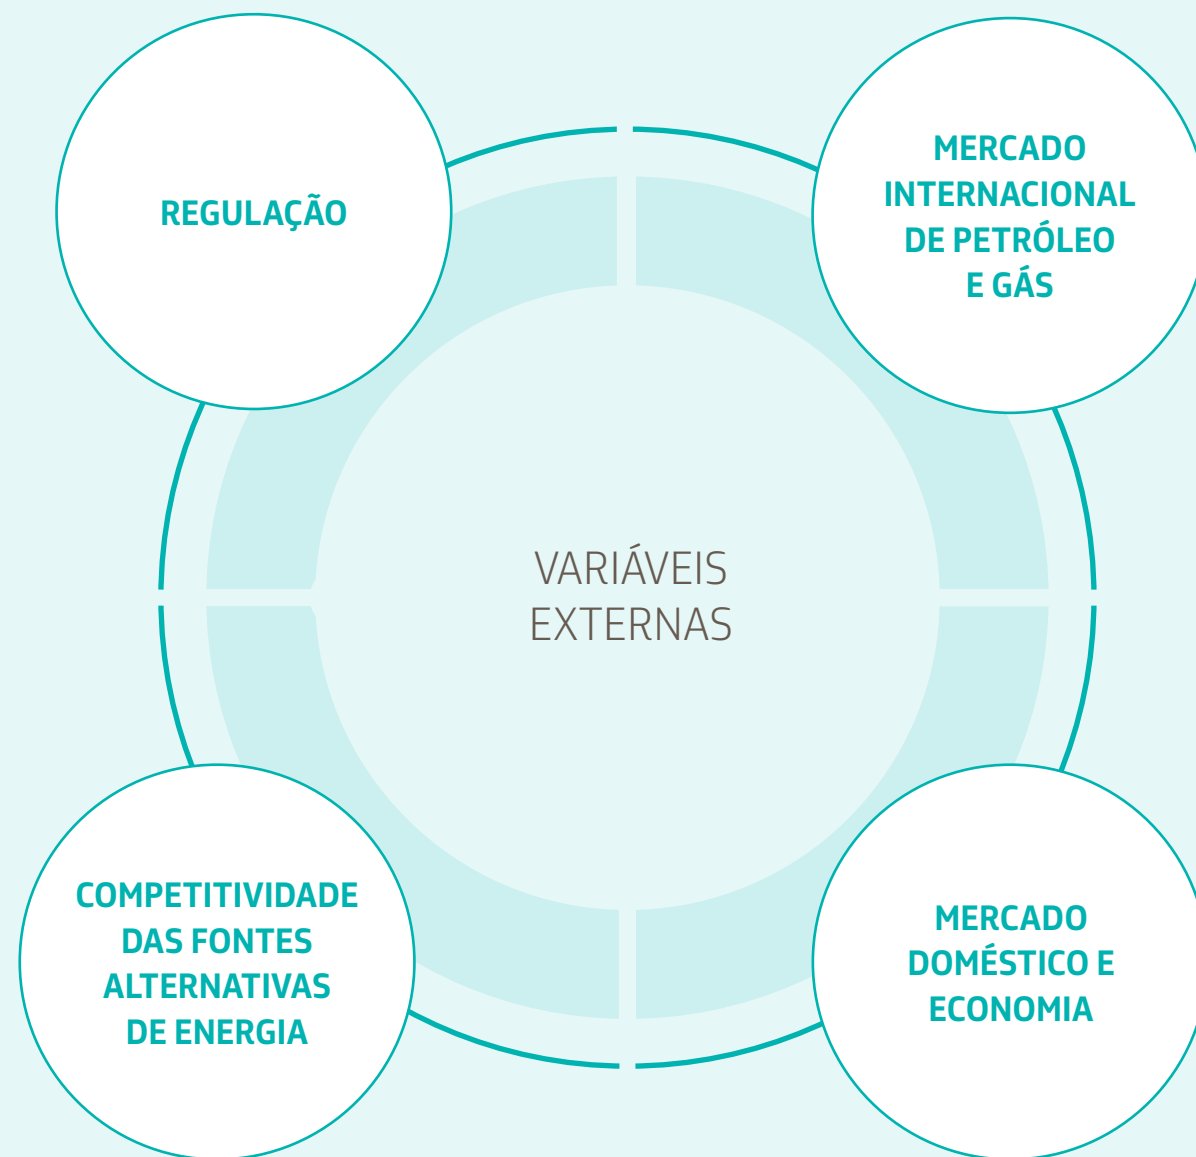 REGULAÇÃO
MERCADO
INTERNACIONAL
DE PETRÓLEO
E GÁS
VARIÁVEIS
EXTERNAS
COMPETITIVIDADE
DAS FONTES
ALTERNATIVAS
DE ENERGIA
MERCADO
DOMÉSTICO E
ECONOMIA